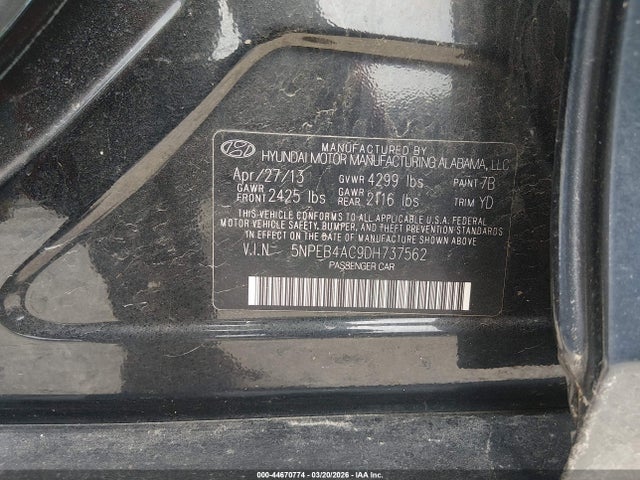 MANUFACTURED BY
HYUNDAI MOTOR MANUFACTURING ALABAMA, LLC
Apr/27/13 GVWR 4299 lbs PAINT 7B
GAWR FRONT 2425 lbs GAWR REAR 2116 lbs TRIM YD
THIS VEHICLE CONFORMS TO ALL APPLICABLE U.S.A. FEDERAL
MOTOR VEHICLE SAFETY, BUMPER, AND THEFT PREVENTION STANDARDS
IN EFFECT ON THE DATE OF MANUFACTURE SHOWN ABOVE.
V.I.N- 5NPEB4AC9DH737562
PASSENGER CAR
000-44670774 | 03/20/2026 - IAA Inc.